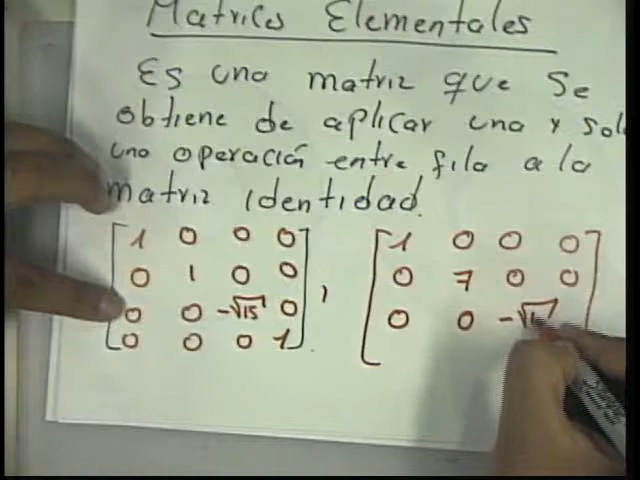 Matrices Elementales
Es una matriz que se
obtiene de aplicar una y sol
una operación entre fila a la
matriz identidad.
1 0 0 0
0 1 0 0
0 0 -√15 0
0 0 0 1
,
1 0 0 0
0 7 0 0
0 0